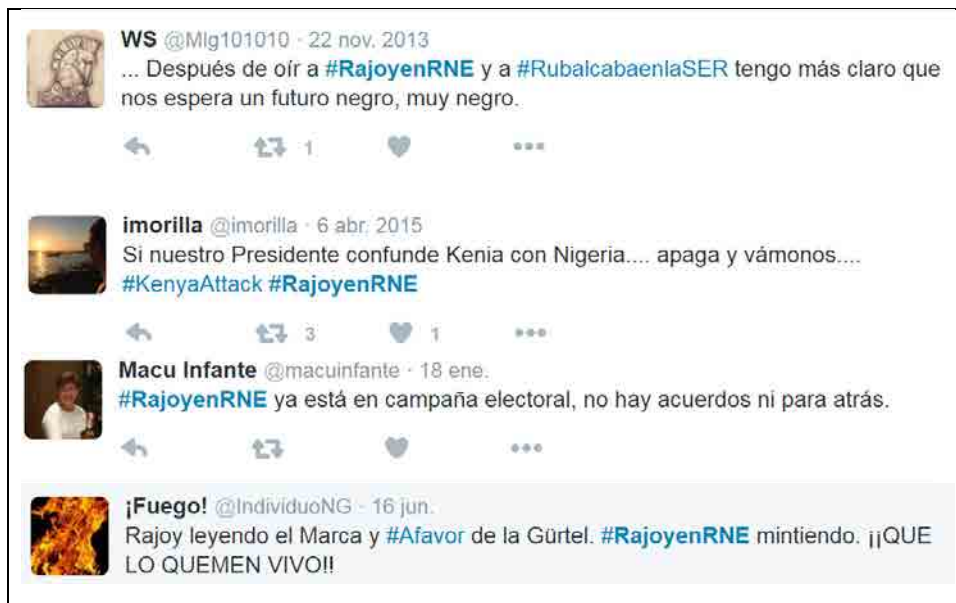 WS @Mlg101010 · 22 nov. 2013
... Después de oír a #RajoyenRNE y a #RubalcabaenlaSER tengo más claro que
nos espera un futuro negro, muy negro.
1
imorilla @imorilla · 6 abr. 2015
Si nuestro Presidente confunde Kenia con Nigeria.... apaga y vámonos....
#KenyaAttack #RajoyenRNE
3 1
Macu Infante @macuinfante · 18 ene.
#RajoyenRNE ya está en campaña electoral, no hay acuerdos ni para atrás.
¡Fuego! @IndividuoNG · 16 jun.
Rajoy leyendo el Marca y #Afavor de la Gürtel. #RajoyenRNE mintiendo. ¡¡QUE
LO QUEMEN VIVO!!